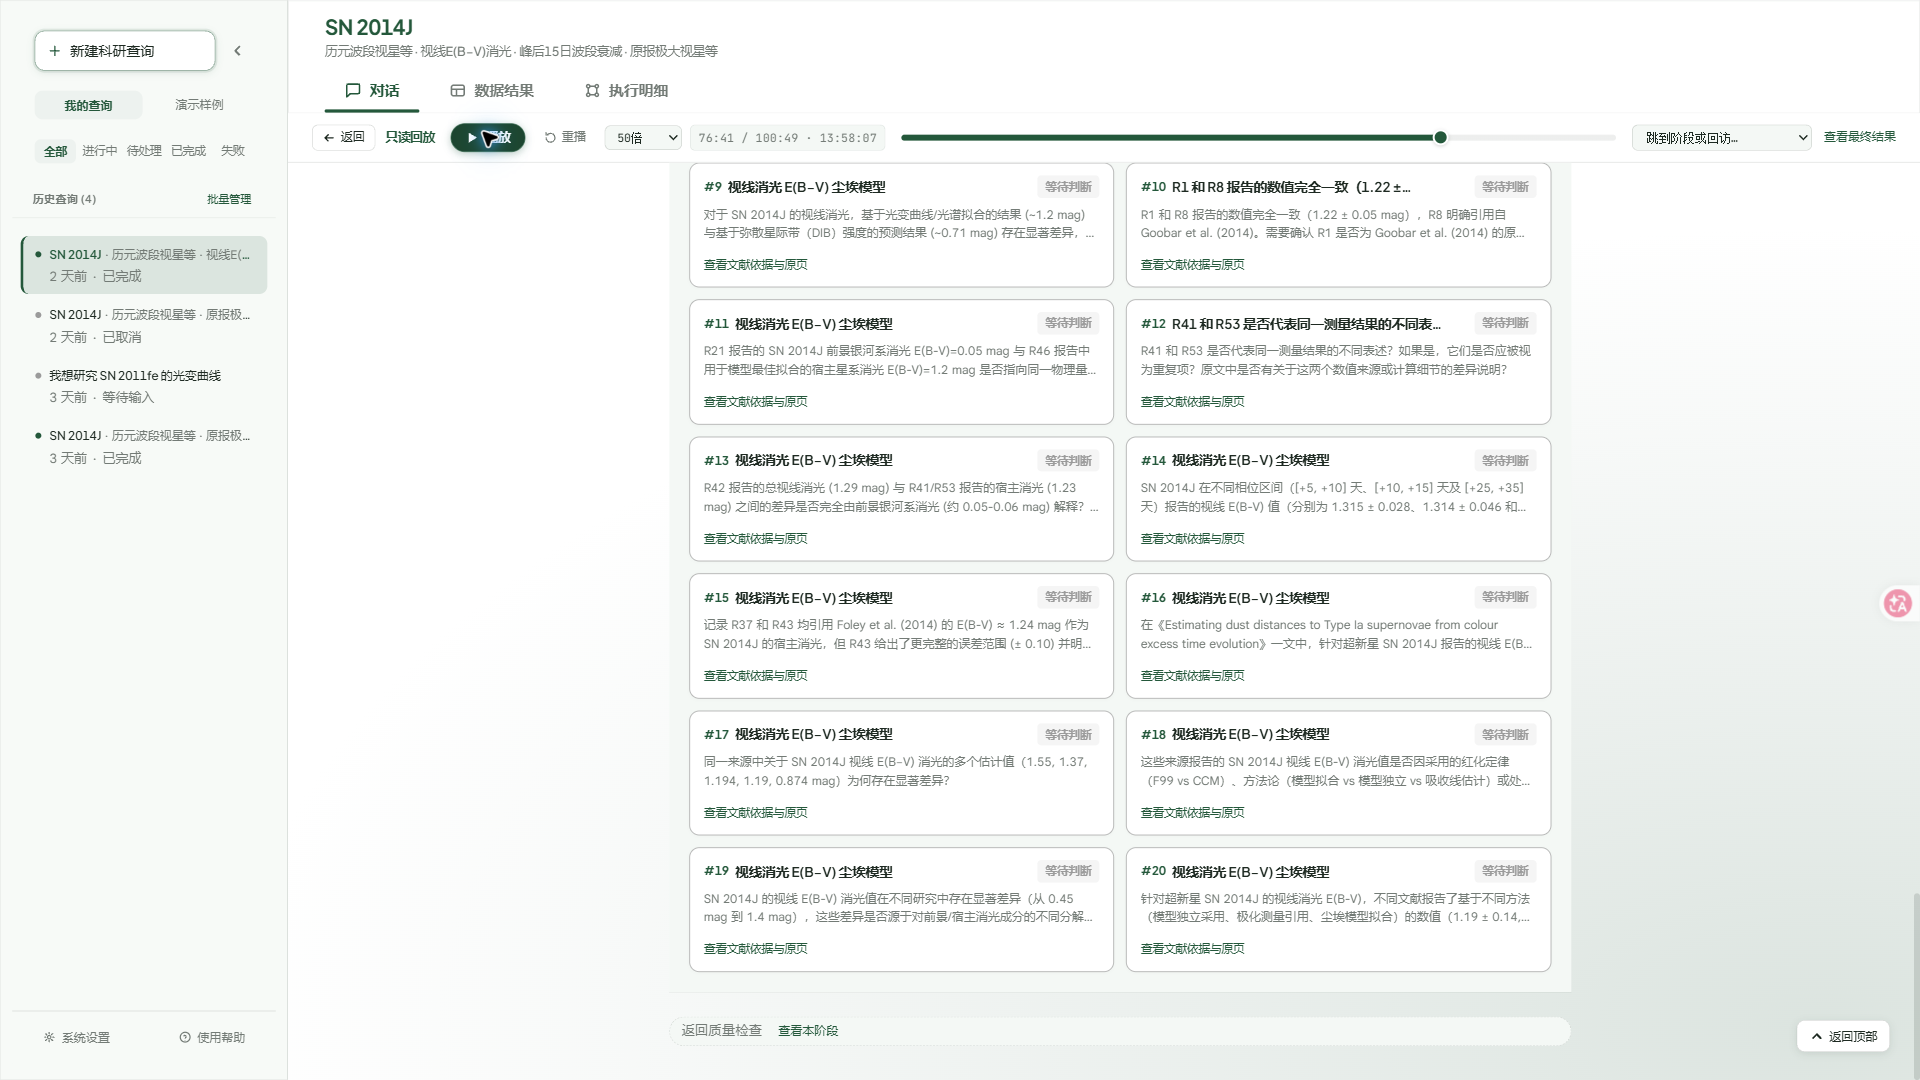 新建科研查询
我的查询
演示样例
全部
进行中
待处理
已完成
失败
历史查询 (4)
批量管理
SN 2014J · 历元波段视星等 · 视线E(...
2 天前 · 已完成
SN 2014J · 历元波段视星等 · 原报极...
2 天前 · 已取消
我想研究 SN 2011fe 的光变曲线
3 天前 · 等待输入
SN 2014J · 历元波段视星等 · 原报极...
3 天前 · 已完成
系统设置
使用帮助
SN 2014J
历元波段视星等 · 视线E(B−V)消光 · 峰后15日波段衰减 · 原报极大视星等
对话
数据结果
执行明细
返回
只读回放
放
重播
50倍
76:41 / 100:49 · 13:58:07
跳到阶段或回访...
查看最终结果
#9 视线消光 E(B−V) 尘埃模型
等待判断
对于 SN 2014J 的视线消光，基于光变曲线/光谱拟合的结果 (~1.2 mag)
与基于弥散星际带（DIB）强度的预测结果 (~0.71 mag) 存在显著差异，...
查看文献依据与原页
#10 R1 和 R8 报告的数值完全一致（1.22 ±...
等待判断
R1 和 R8 报告的数值完全一致（1.22 ± 0.05 mag），R8 明确引用自
Goobar et al. (2014)。需要确认 R1 是否为 Goobar et al. (2014) 的原...
查看文献依据与原页
#11 视线消光 E(B−V) 尘埃模型
等待判断
R21 报告的 SN 2014J 前景银河系消光 E(B-V)=0.05 mag 与 R46 报告中
用于模型最佳拟合的宿主星系消光 E(B-V)=1.2 mag 是否指向同一物理量...
查看文献依据与原页
#12 R41 和 R53 是否代表同一测量结果的不同表...
等待判断
R41 和 R53 是否代表同一测量结果的不同表述？如果是，它们是否应被视
为重复项？原文中是否有关于这两个数值来源或计算细节的差异说明？
查看文献依据与原页
#13 视线消光 E(B−V) 尘埃模型
等待判断
R42 报告的总视线消光 (1.29 mag) 与 R41/R53 报告的宿主消光 (1.23
mag) 之间的差异是否完全由前景银河系消光 (约 0.05-0.06 mag) 解释？...
查看文献依据与原页
#14 视线消光 E(B−V) 尘埃模型
等待判断
SN 2014J 在不同相位区间（[+5, +10] 天、[+10, +15] 天及 [+25, +35]
天）报告的视线 E(B-V) 值（分别为 1.315 ± 0.028、1.314 ± 0.046 和...
查看文献依据与原页
#15 视线消光 E(B−V) 尘埃模型
等待判断
记录 R37 和 R43 均引用 Foley et al. (2014) 的 E(B-V) ≈ 1.24 mag 作为
SN 2014J 的宿主消光，但 R43 给出了更完整的误差范围 (± 0.10) 并明...
查看文献依据与原页
#16 视线消光 E(B−V) 尘埃模型
等待判断
在《Estimating dust distances to Type Ia supernovae from colour
excess time evolution》一文中，针对超新星 SN 2014J 报告的视线 E(B...
查看文献依据与原页
#17 视线消光 E(B−V) 尘埃模型
等待判断
同一来源中关于 SN 2014J 视线 E(B−V) 消光的多个估计值（1.55, 1.37,
1.194, 1.19, 0.874 mag）为何存在显著差异？
查看文献依据与原页
#18 视线消光 E(B−V) 尘埃模型
等待判断
这些来源报告的 SN 2014J 视线 E(B-V) 消光值是否因采用的红化定律
（F99 vs CCM）、方法论（模型拟合 vs 模型独立 vs 吸收线估计）或处...
查看文献依据与原页
#19 视线消光 E(B−V) 尘埃模型
等待判断
SN 2014J 的视线 E(B-V) 消光值在不同研究中存在显著差异（从 0.45
mag 到 1.4 mag），这些差异是否源于对前景/宿主消光成分的不同分解...
查看文献依据与原页
#20 视线消光 E(B−V) 尘埃模型
等待判断
针对超新星 SN 2014J 的视线消光 E(B-V)，不同文献报告了基于不同方法
（模型独立采用、极化测量引用、尘埃模型拟合）的数值（1.19 ± 0.14,...
查看文献依据与原页
返回质量检查
查看本阶段
返回顶部